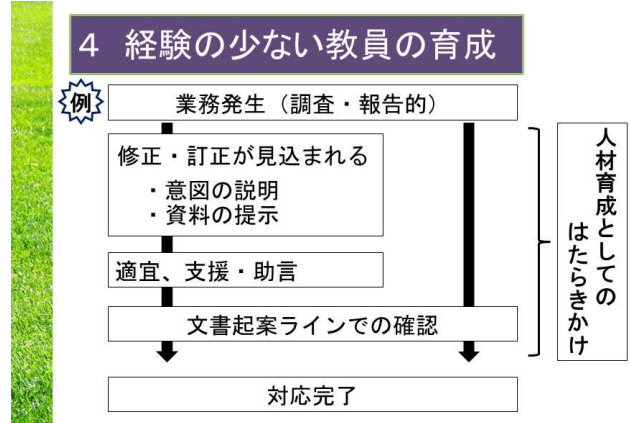 ４　経験の少ない教員の育成
例
業務発生（調査・報告的）
修正・訂正が見込まれる
・意図の説明
・資料の提示
適宜、支援・助言
文書起案ラインでの確認
対応完了
人材育成としての
はたらきかけ